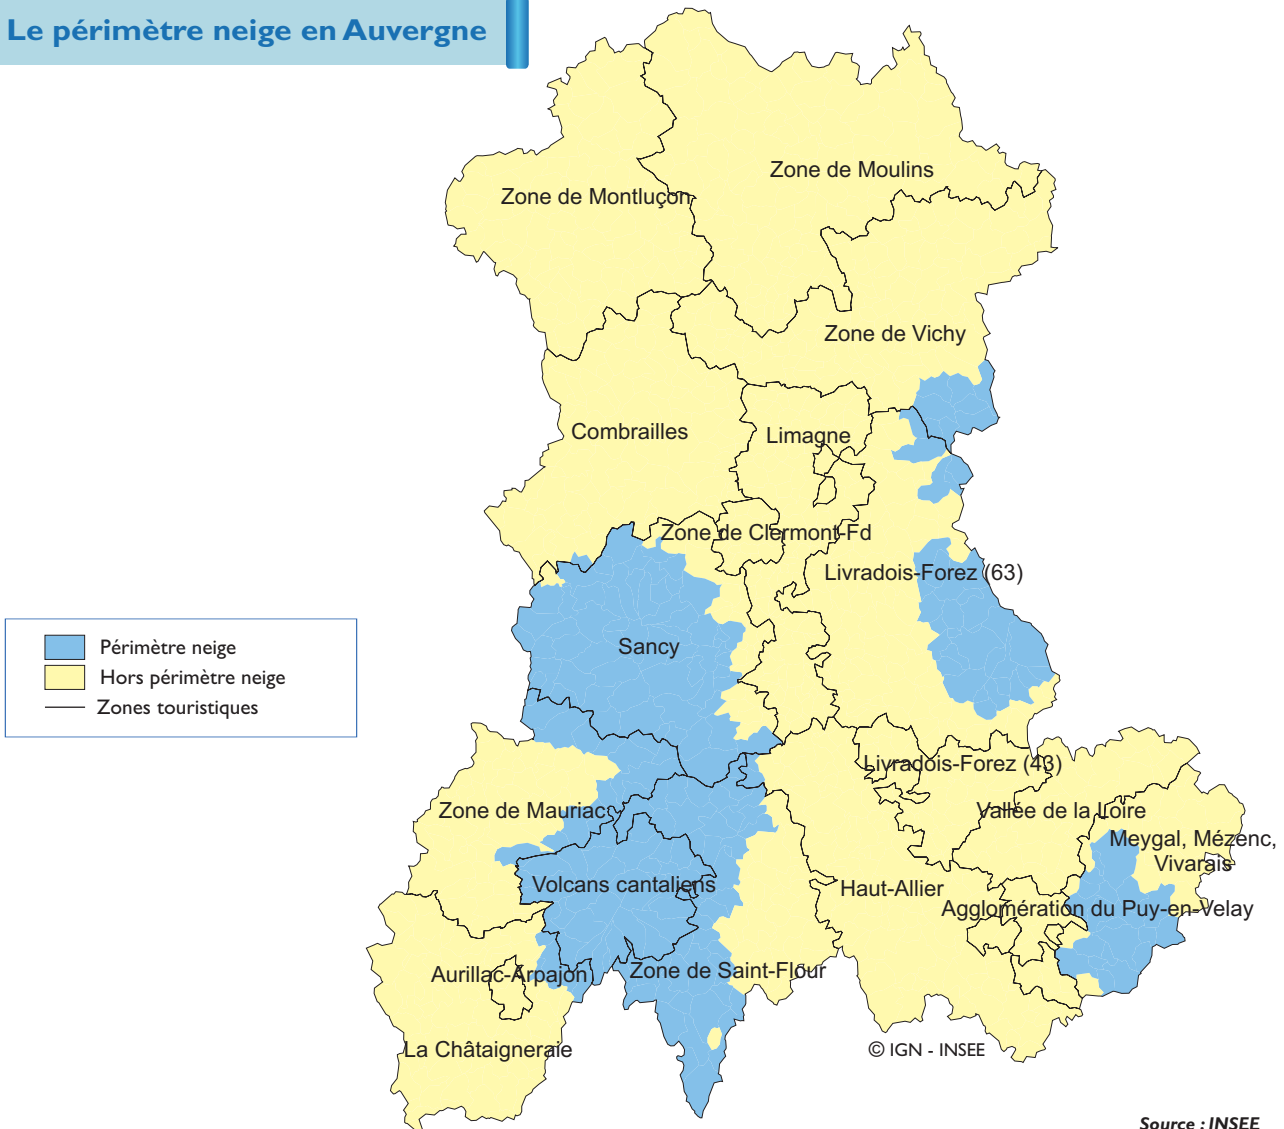 Le périmètre neige en Auvergne
Zone de Moulins
Zone de Montluçon
Zone de Vichy
Combrailles
Limagne
Zone de Clermont-Fd
Livradois-Forez (63)
Sancy
Périmètre neige
Hors périmètre neige
Zones touristiques
Livradois-Forez (43)
Zone de Mauriac
Vallée de la Loire
Meygal, Mézenc,
Vivarais
Volcans cantaliens
Haut-Allier
Agglomération du Puy-en-Velay
Aurillac-Arpajon
Zone de Saint-Flour
La Châtaigneraie
© IGN - INSEE
Source : INSEE